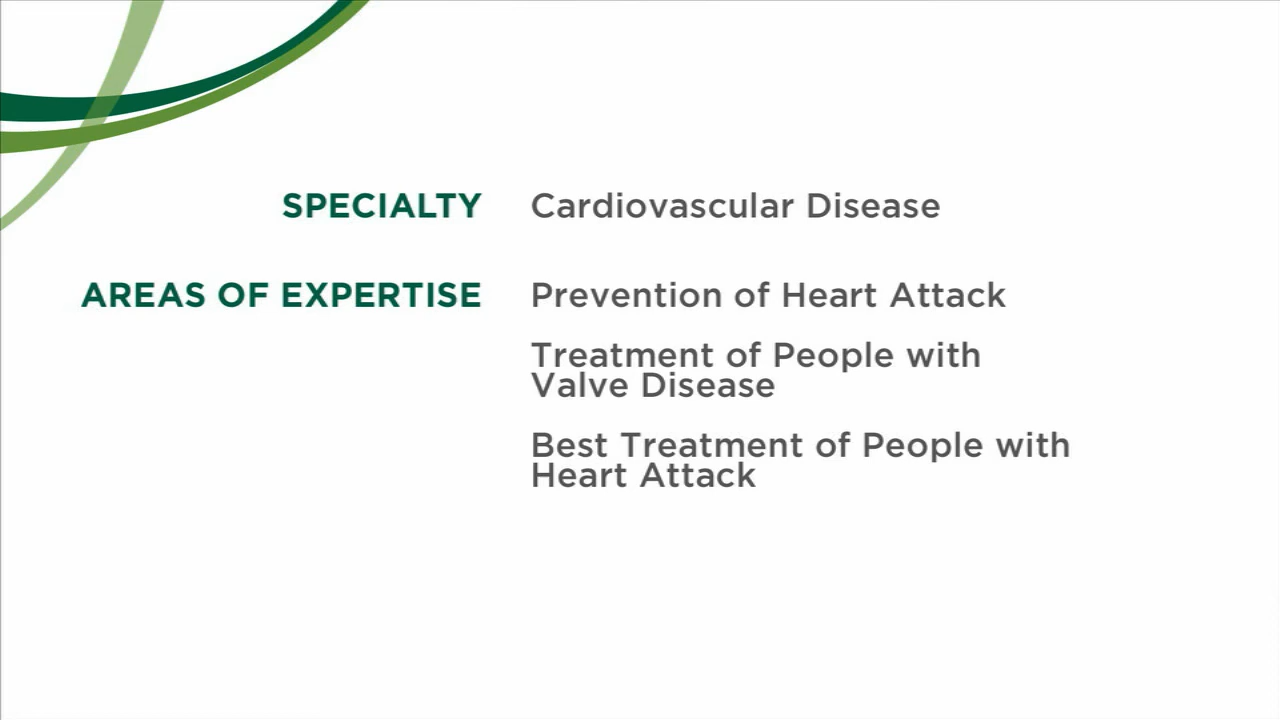 SPECIALTY Cardiovascular Disease
AREAS OF EXPERTISE Prevention of Heart Attack
Treatment of People with
Valve Disease
Best Treatment of People with
Heart Attack